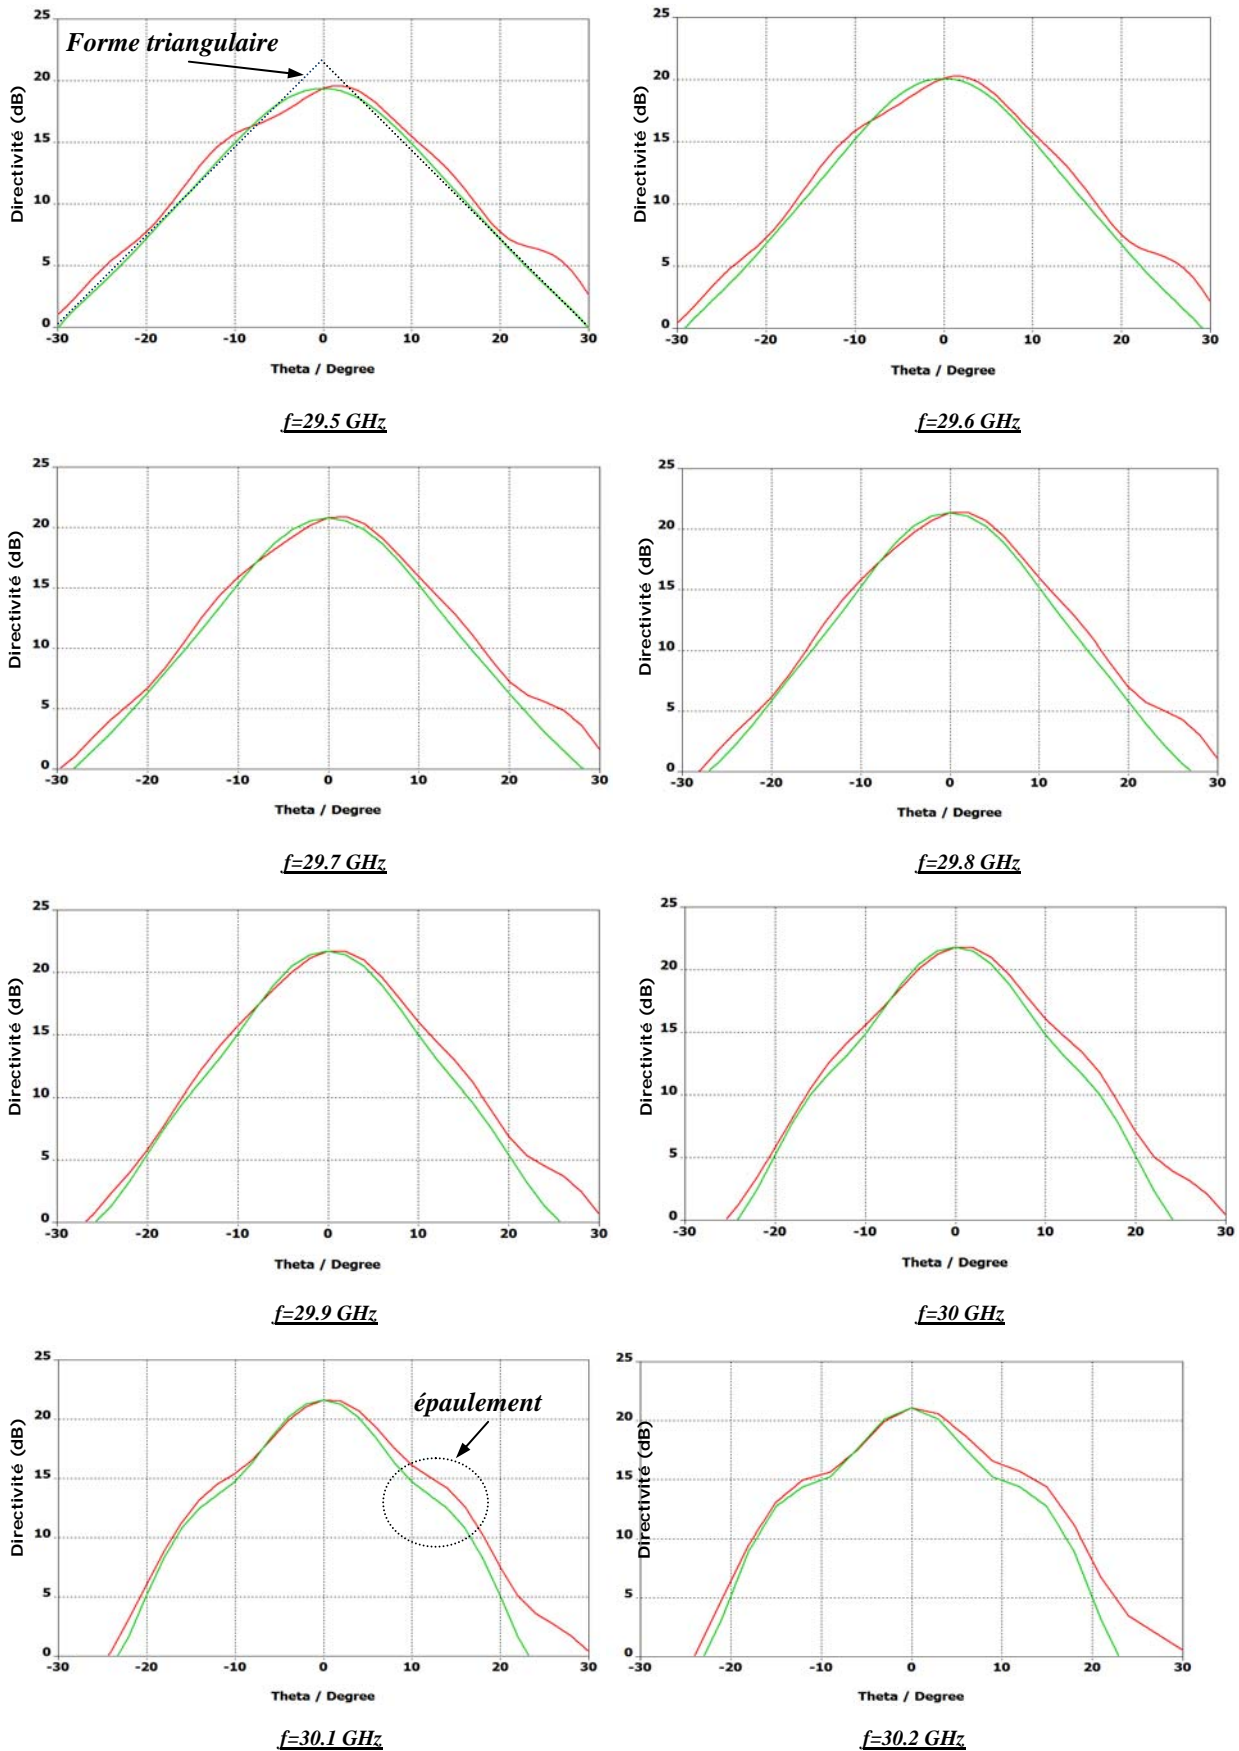 Forme triangulaire
Directivité (dB)
25
20
15
10
5
0
-30 -20 -10 0 10 20 30
Theta / Degree
f=29.5 GHz
Directivité (dB)
25
20
15
10
5
0
-30 -20 -10 0 10 20 30
Theta / Degree
f=29.6 GHz
Directivité (dB)
25
20
15
10
5
0
-30 -20 -10 0 10 20 30
Theta / Degree
f=29.7 GHz
Directivité (dB)
25
20
15
10
5
0
-30 -20 -10 0 10 20 30
Theta / Degree
f=29.8 GHz
Directivité (dB)
25
20
15
10
5
0
-30 -20 -10 0 10 20 30
Theta / Degree
f=29.9 GHz
Directivité (dB)
25
20
15
10
5
0
-30 -20 -10 0 10 20 30
Theta / Degree
f=30 GHz
épaulement
Directivité (dB)
25
20
15
10
5
0
-30 -20 -10 0 10 20 30
Theta / Degree
f=30.1 GHz
Directivité (dB)
25
20
15
10
5
0
-30 -20 -10 0 10 20 30
Theta / Degree
f=30.2 GHz